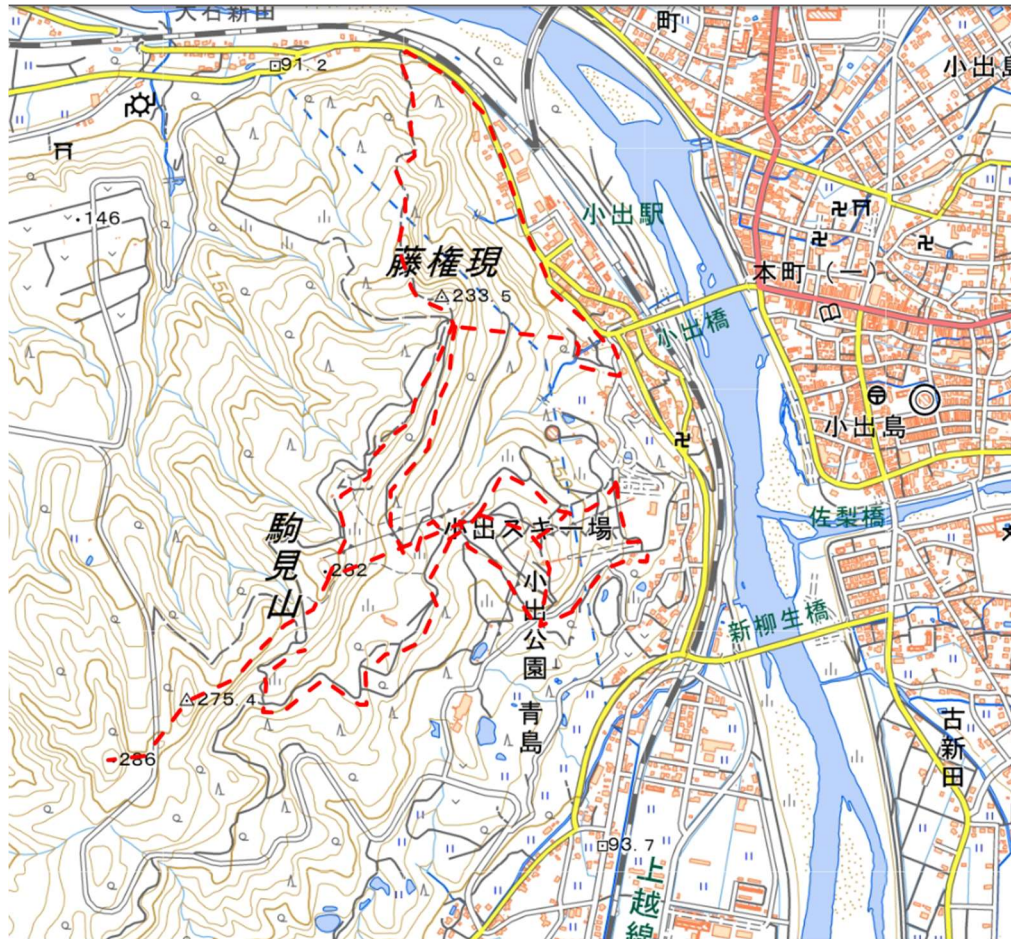 大石新田
91.2
町
小出島
146
150
小出駅
藤権現
233.5
本町（一）
小出橋
小出島
小出スキー場
佐梨橋
駒見山
262
小出公園
新柳生橋
275.4
青島
古新田
286
93.7
上越線